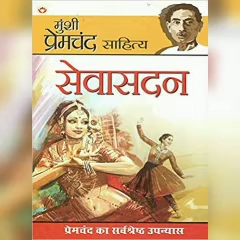 मुंशी
प्रेमचंद साहित्य
सेवासदन
प्रेमचंद का सर्वश्रेष्ठ उपन्यास